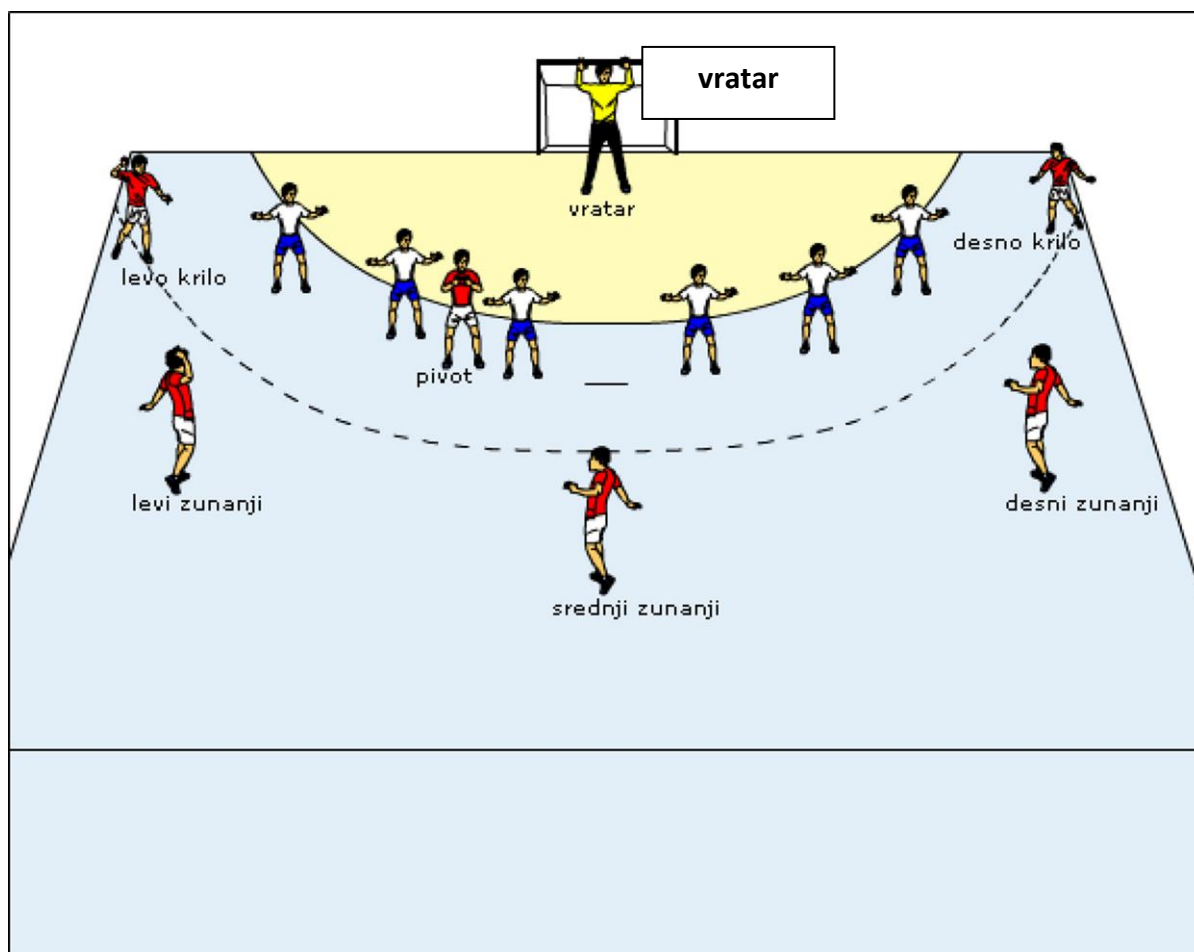 vratar
vratar
levo krilo
desno krilo
pivot
levi zunanji
desni zunanji
srednji zunanji